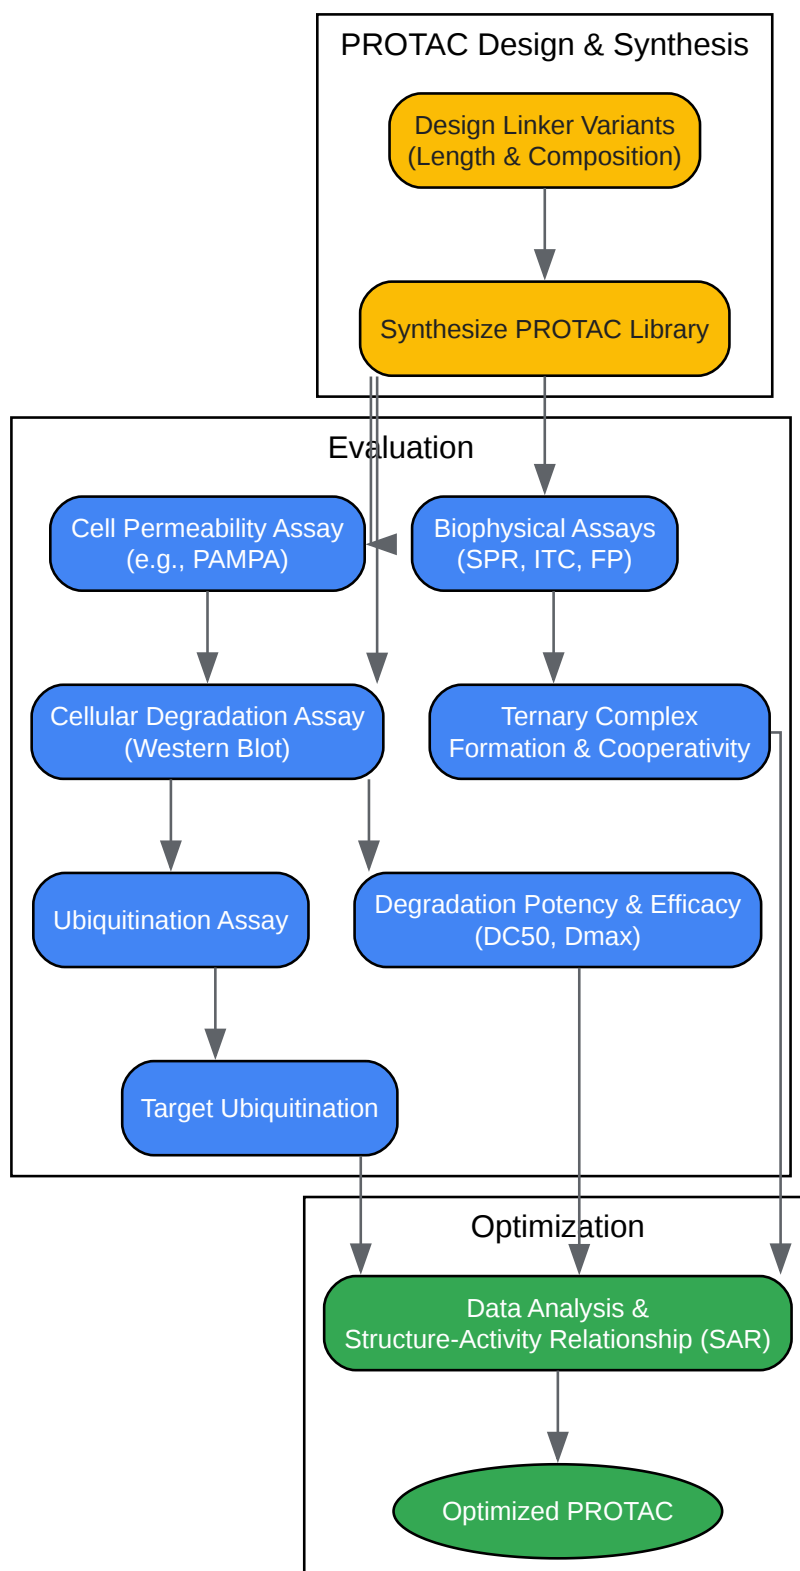 PROTAC Design & Synthesis
Design Linker Variants
(Length & Composition)
Synthesize PROTAC Library
Evaluation
Cell Permeability Assay
(e.g., PAMPA)
Biophysical Assays
(SPR, ITC, FP)
Cellular Degradation Assay
(Western Blot)
Ternary Complex
Formation & Cooperativity
Ubiquitination Assay
Degradation Potency & Efficacy
(DC50, Dmax)
Target Ubiquitination
Optimization
Data Analysis &
Structure-Activity Relationship (SAR)
Optimized PROTAC